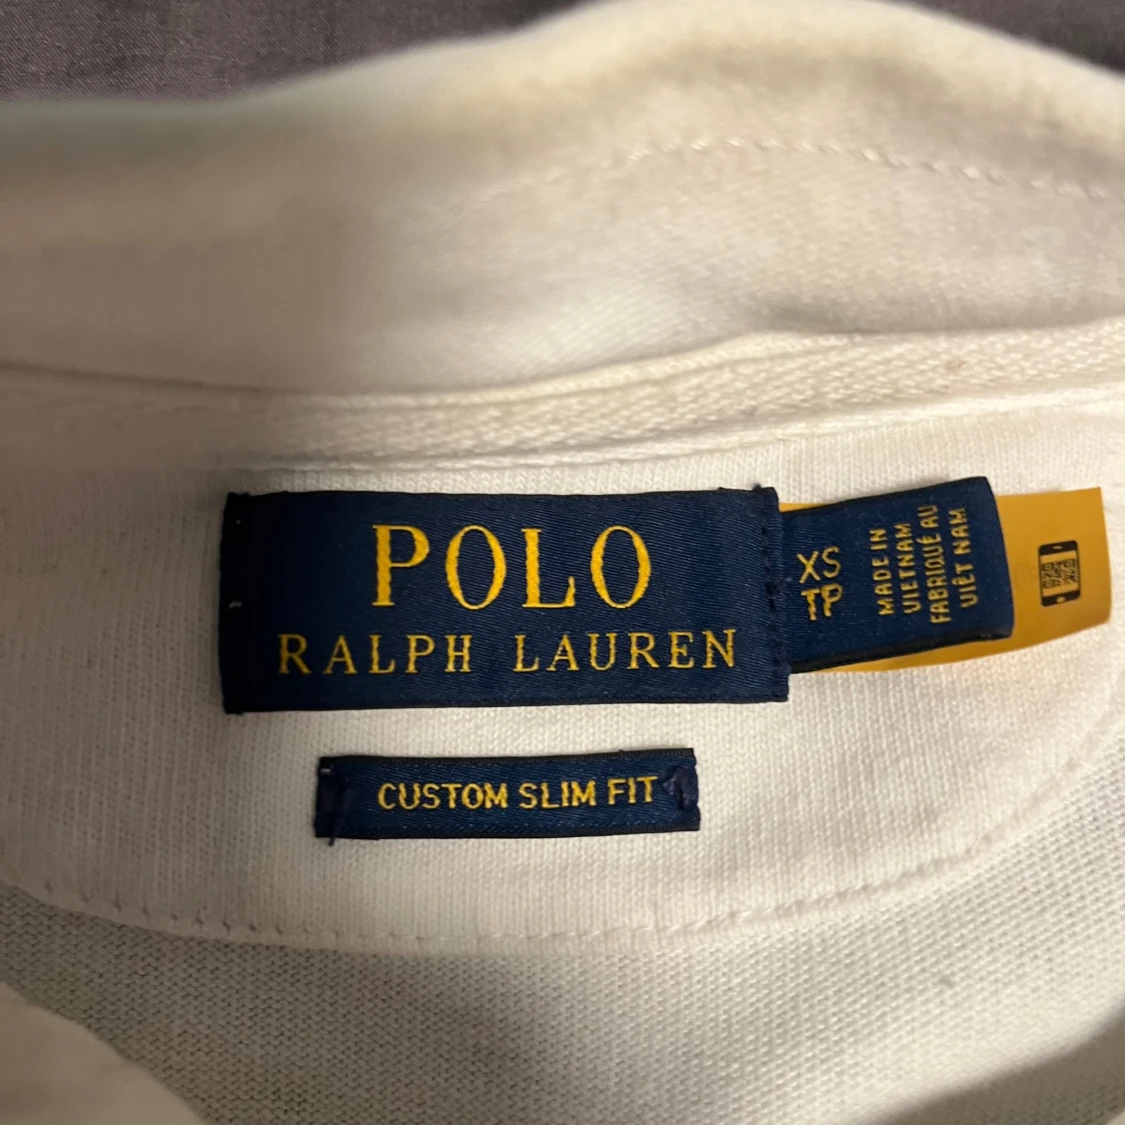 POLO
RALPH LAUREN
XS
TP
MADE IN
VIETNAM
FABRIQUÉ AU
VIÊT NAM
CUSTOM SLIM FIT